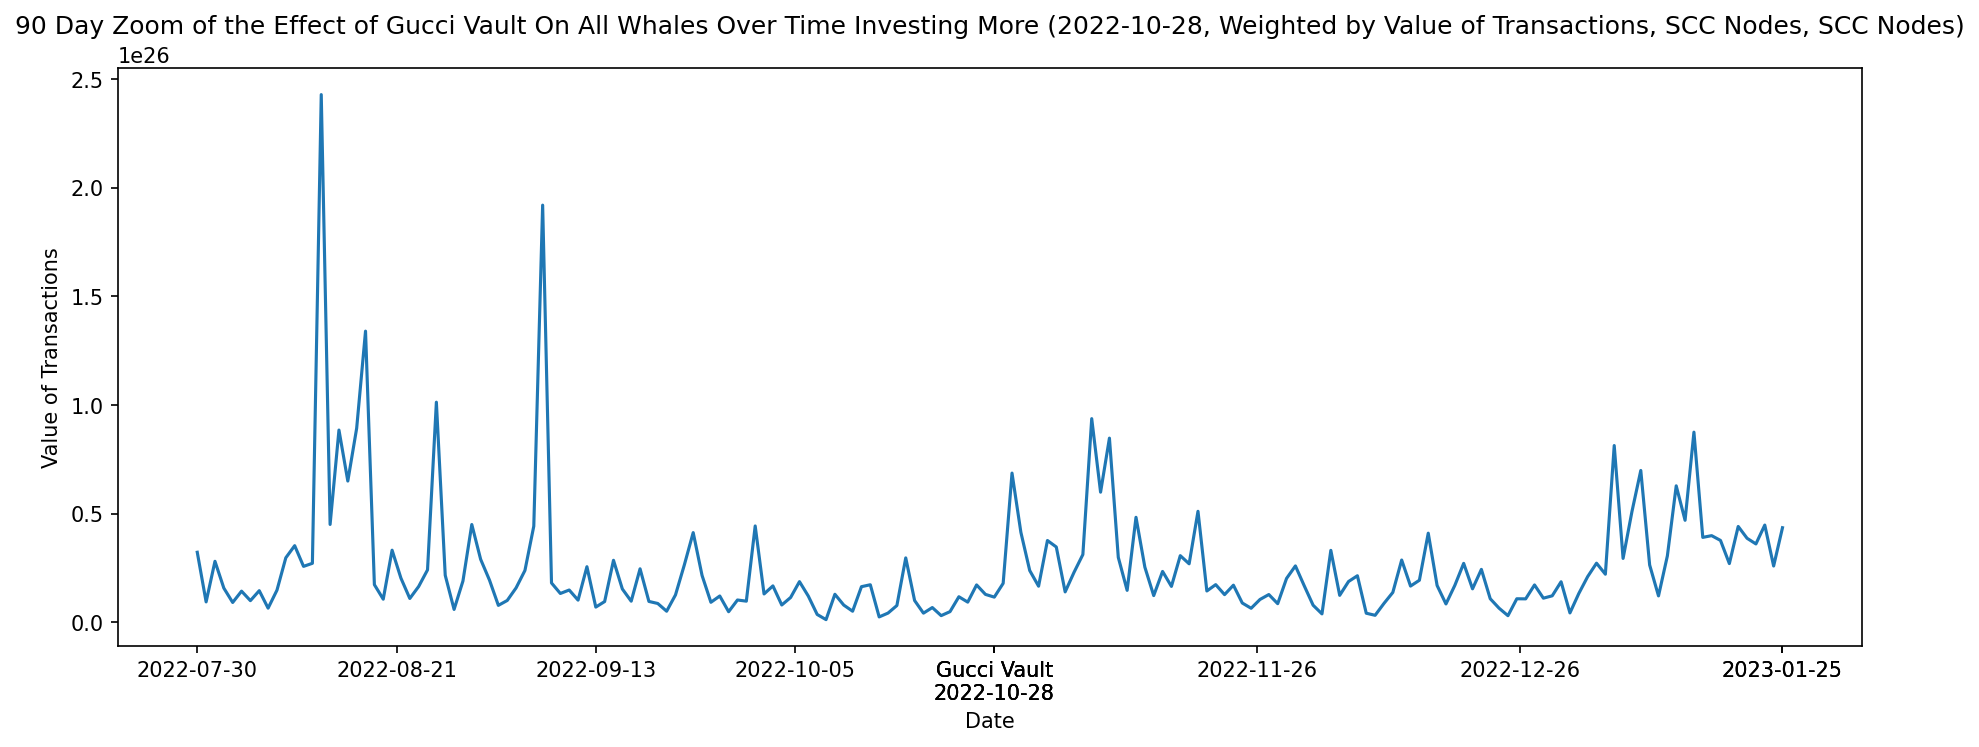 90 Day Zoom of the Effect of Gucci Vault On All Whales Over Time Investing More (2022-10-28, Weighted by Value of Transactions, SCC Nodes, SCC Nodes)
1e26
2.5
2.0
1.5
1.0
0.5
0.0
Value of Transactions
2022-07-30
2022-08-21
2022-09-13
2022-10-05
Gucci Vault
2022-10-28
2022-11-26
2022-12-26
2023-01-25
Date